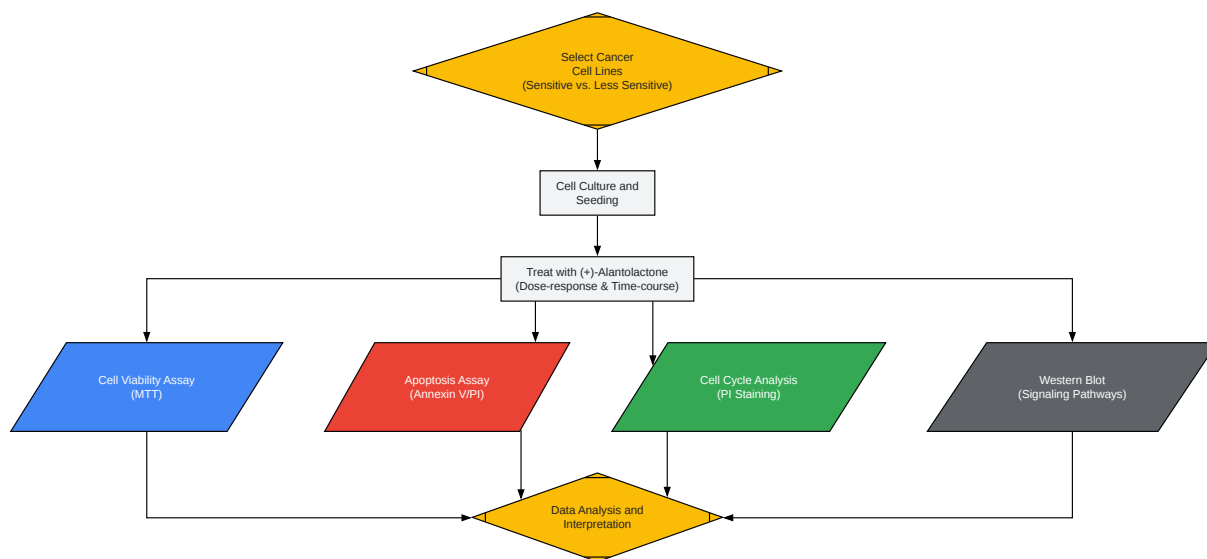 Select Cancer
Cell Lines
(Sensitive vs. Less Sensitive)
Cell Culture and
Seeding
Treat with (+)-Alantolactone
(Dose-response & Time-course)
Cell Viability Assay
(MTT)
Apoptosis Assay
(Annexin V/PI)
Cell Cycle Analysis
(PI Staining)
Western Blot
(Signaling Pathways)
Data Analysis and
Interpretation